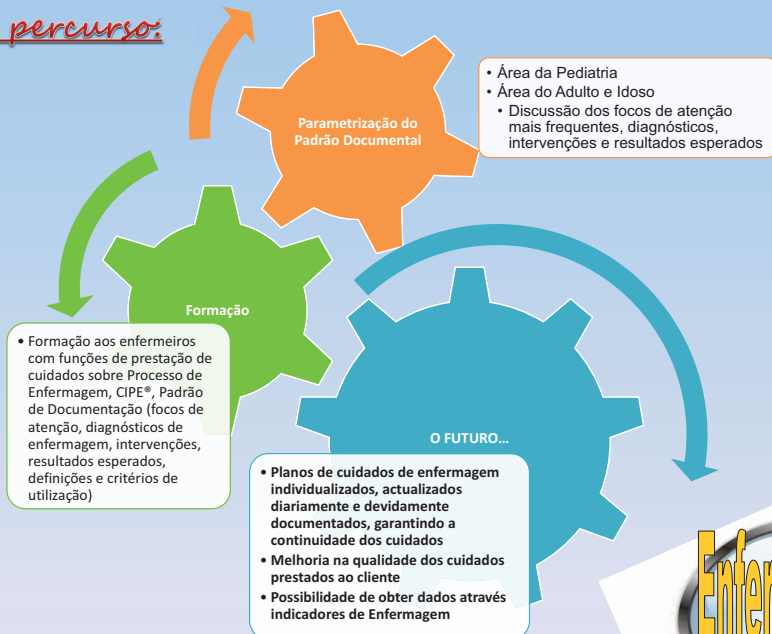 percurso:
Parametrização do
Padrão Documental
• Área da Pediatria
• Área do Adulto e Idoso
• Discussão dos focos de atenção
mais frequentes, diagnósticos,
intervenções e resultados esperados
Formação
• Formação aos enfermeiros
com funções de prestação de
cuidados sobre Processo de
Enfermagem, CIPE®, Padrão
de Documentação (focos de
atenção, diagnósticos de
enfermagem, intervenções,
resultados esperados,
definições e critérios de
utilização)
O FUTURO...
• Planos de cuidados de enfermagem
individualizados, actualizados
diariamente e devidamente
documentados, garantindo a
continuidade dos cuidados
• Melhoria na qualidade dos cuidados
prestados ao cliente
• Possibilidade de obter dados através
indicadores de Enfermagem